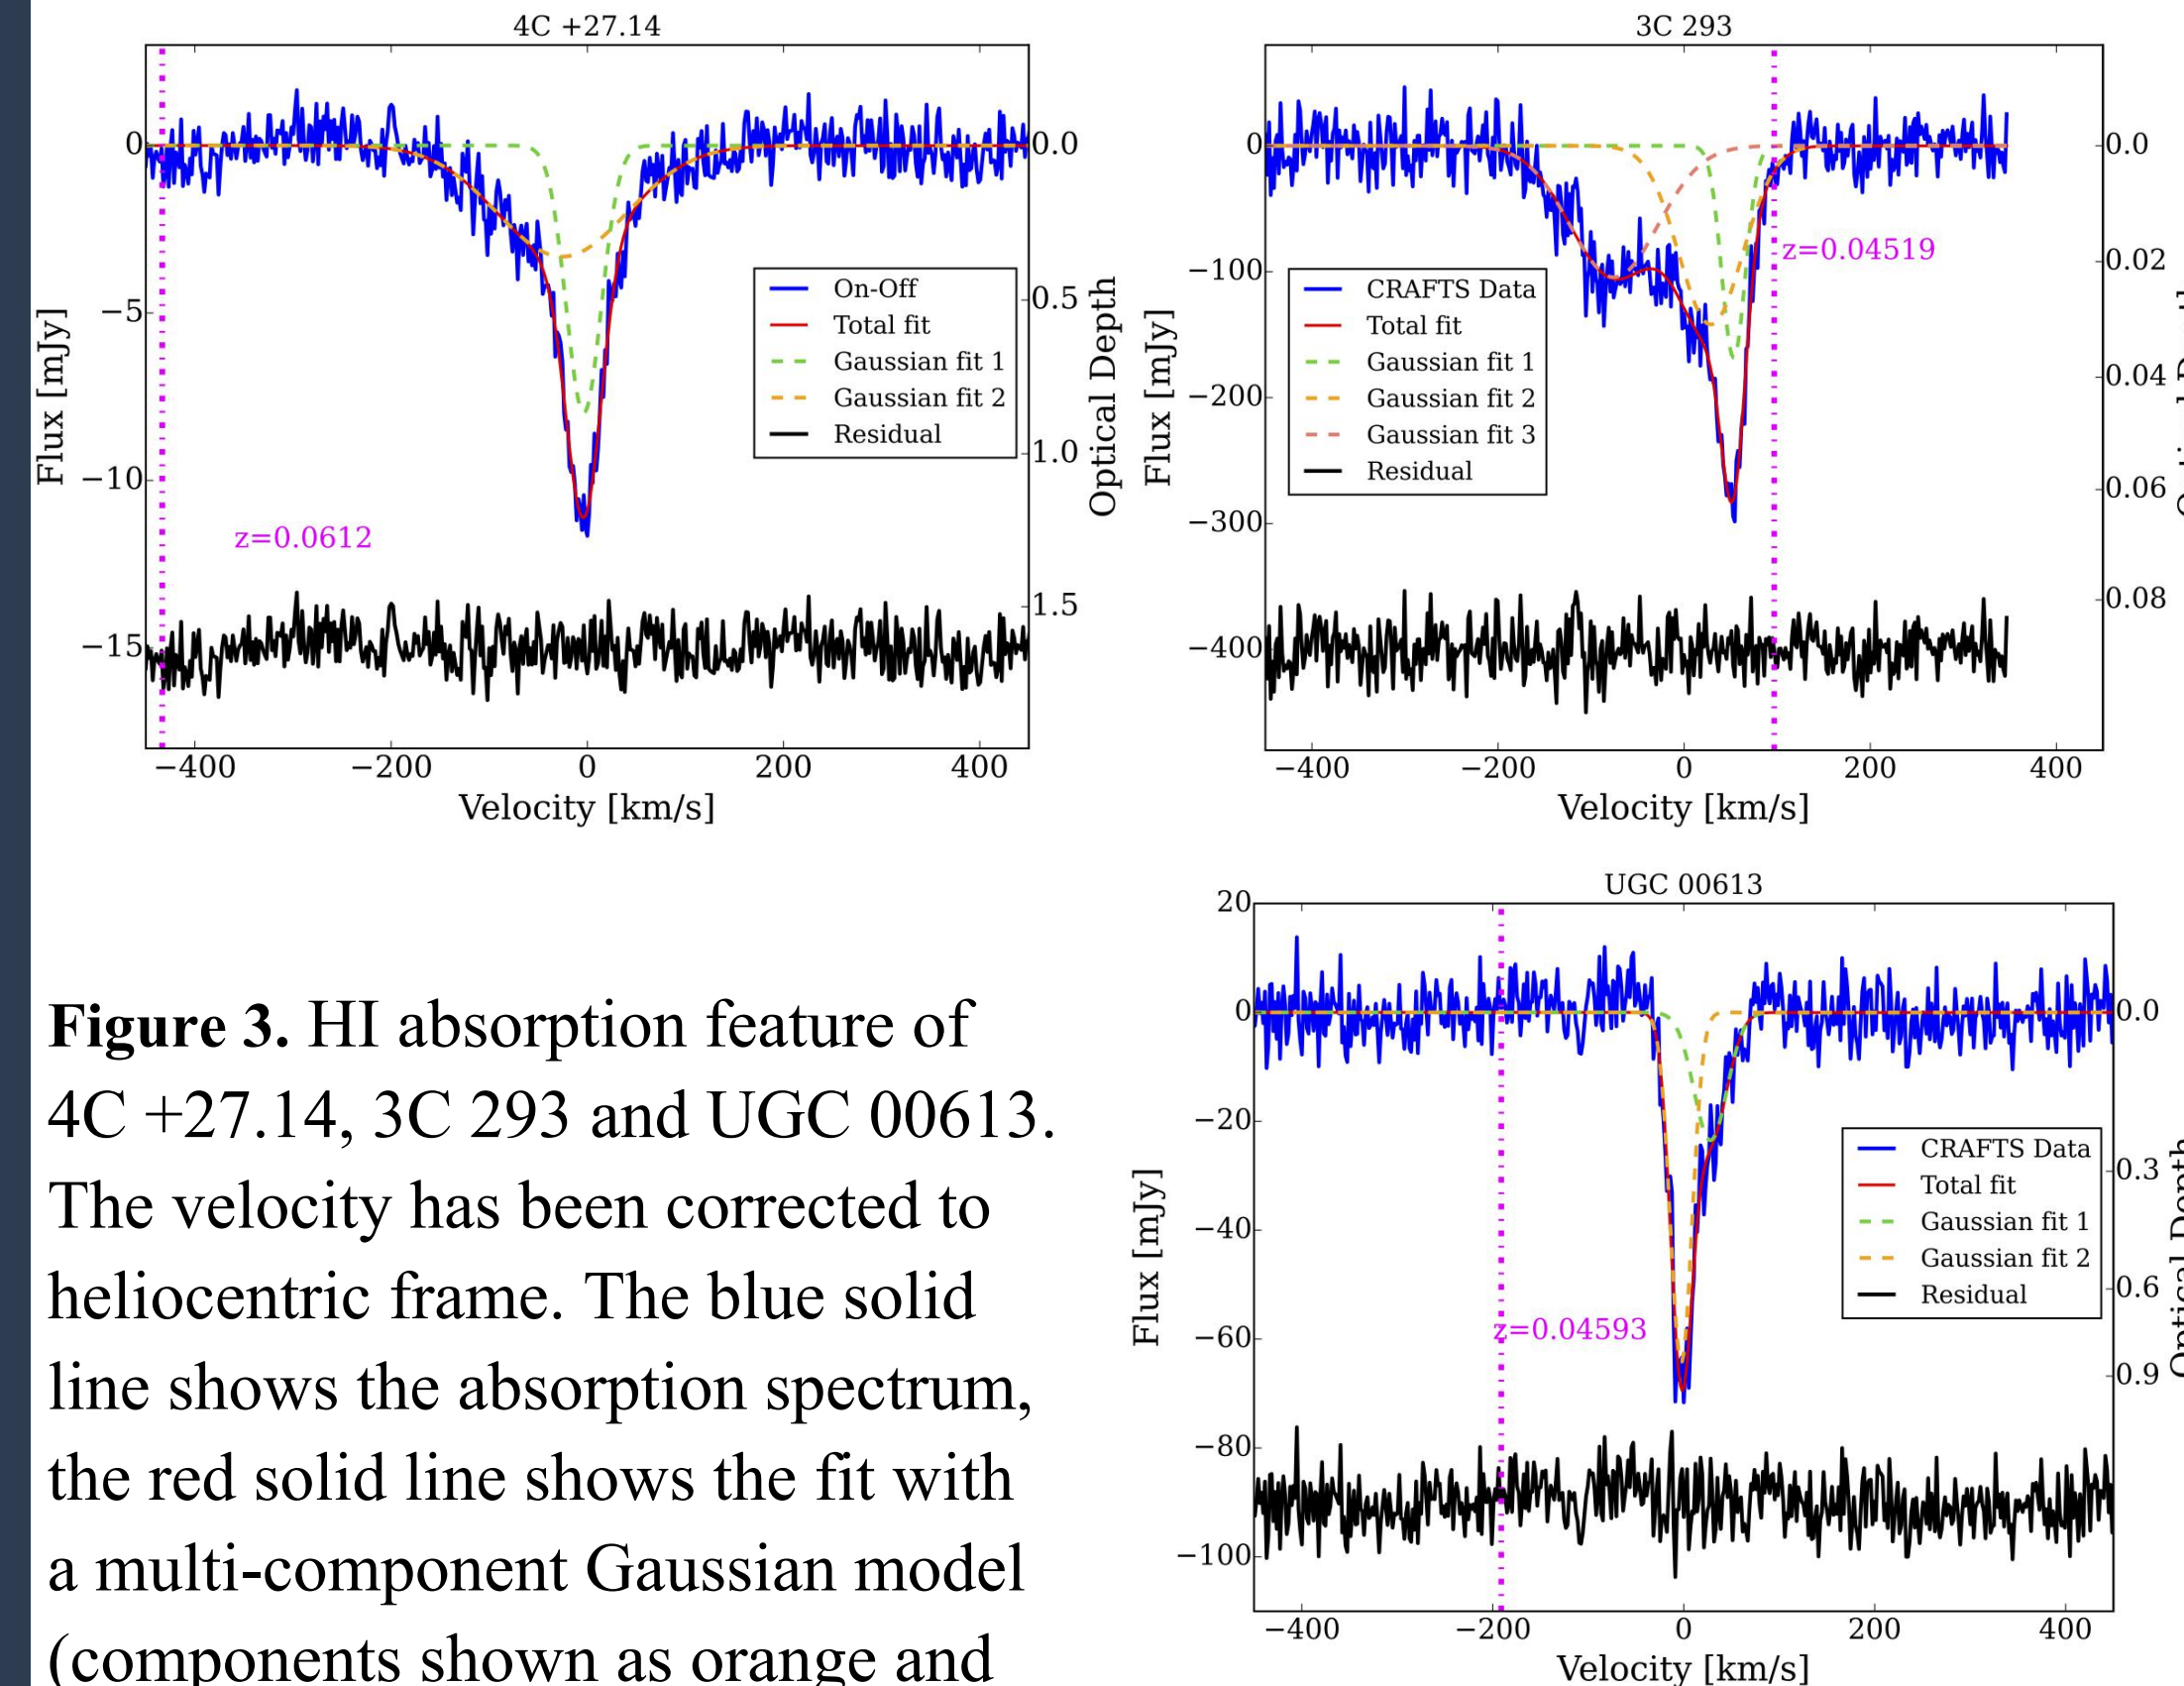 4C +27.14
0
−5
−10
−15
0.0
0.5
1.0
1.5
−400
−200
0
200
400
Flux [mJy]
Optical Depth
Velocity [km/s]
On-Off
Total fit
Gaussian fit 1
Gaussian fit 2
Residual
z=0.0612
3C 293
0
−100
−200
−300
−400
0.0
0.02
0.04
0.06
0.08
−400
−200
0
200
400
Flux [mJy]
Velocity [km/s]
CRAFTS Data
Total fit
Gaussian fit 1
Gaussian fit 2
Gaussian fit 3
Residual
z=0.04519
UGC 00613
20
0
−20
−40
−60
−80
−100
0.0
0.3
0.6
0.9
−400
−200
0
200
400
Flux [mJy]
Optical Depth
Velocity [km/s]
CRAFTS Data
Total fit
Gaussian fit 1
Gaussian fit 2
Residual
z=0.04593
Figure 3. HI absorption feature of
4C +27.14, 3C 293 and UGC 00613.
The velocity has been corrected to
heliocentric frame. The blue solid
line shows the absorption spectrum,
the red solid line shows the fit with
a multi-component Gaussian model
(components shown as orange and